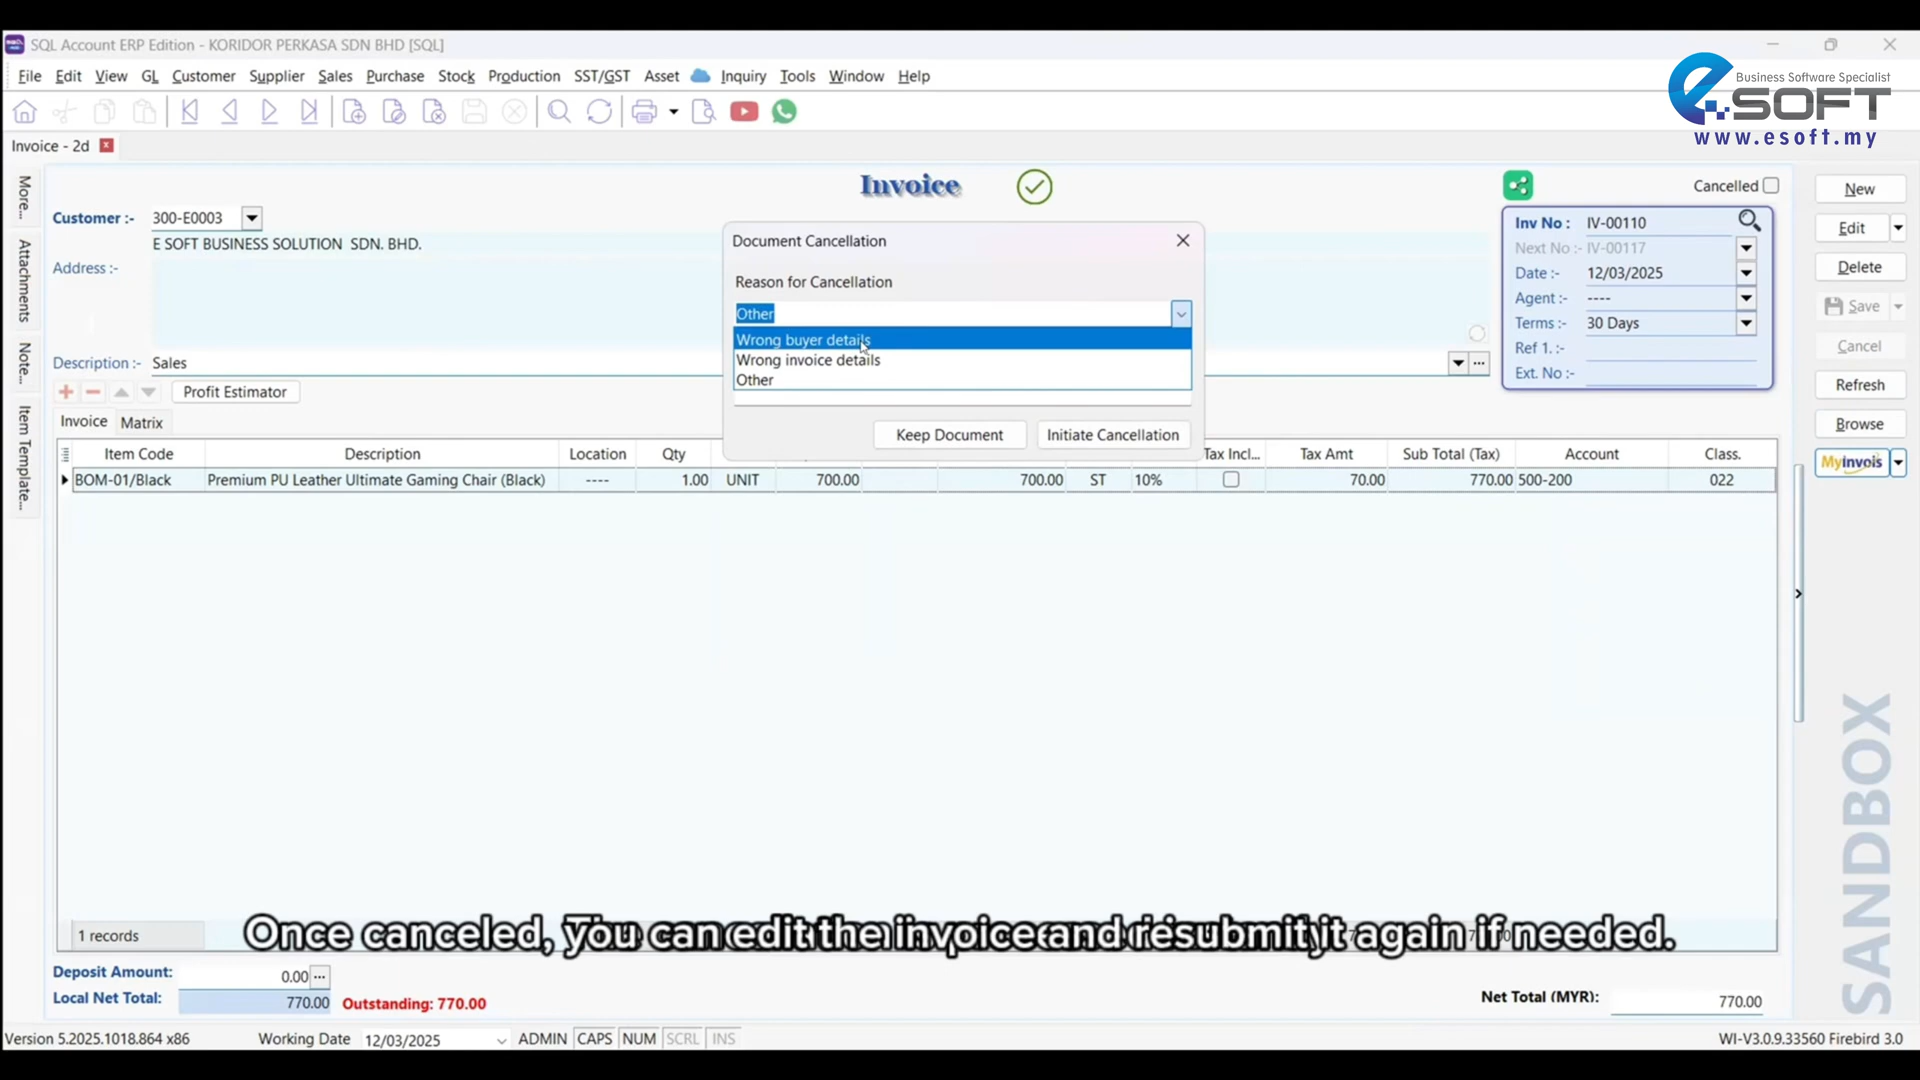 SQL Account ERP Edition - KORIDOR PERKASA SDN BHD [SQL]
File Edit View GL Customer Supplier Sales Purchase Stock Production SST/GST Asset Inquiry Tools Window Help
Business Software Specialist
eSOFT
www.esoft.my
Invoice - 2d
More...
Attachments
Note...
Item Template...
Invoice
Cancelled
Customer :- 300-E0003
E SOFT BUSINESS SOLUTION SDN. BHD.
Address :-
Description :- Sales
Profit Estimator
Document Cancellation
Reason for Cancellation
Other
Wrong buyer details
Wrong invoice details
Other
Keep Document Initiate Cancellation
Inv No : IV-00110
Next No :- IV-00117
Date :- 12/03/2025
Agent :- ----
Terms :- 30 Days
Ref 1. :-
Ext. No :-
New
Edit
Delete
Save
Cancel
Refresh
Browse
MyInvois
Invoice Matrix
Item Code Description Location Qty Tax Incl... Tax Amt Sub Total (Tax) Account Class.
BOM-01/Black Premium PU Leather Ultimate Gaming Chair (Black) ---- 1.00 UNIT 700.00 700.00 ST 10% 70.00 770.00 500-200 022
SANDBOX
1 records
Once canceled, you can edit the invoice and resubmit it again if needed.
Deposit Amount: 0.00
Local Net Total: 770.00 Outstanding: 770.00
Net Total (MYR): 770.00
Version 5.2025.1018.864 x86 Working Date 12/03/2025 ADMIN CAPS NUM SCRL INS WI-V3.0.9.33560 Firebird 3.0